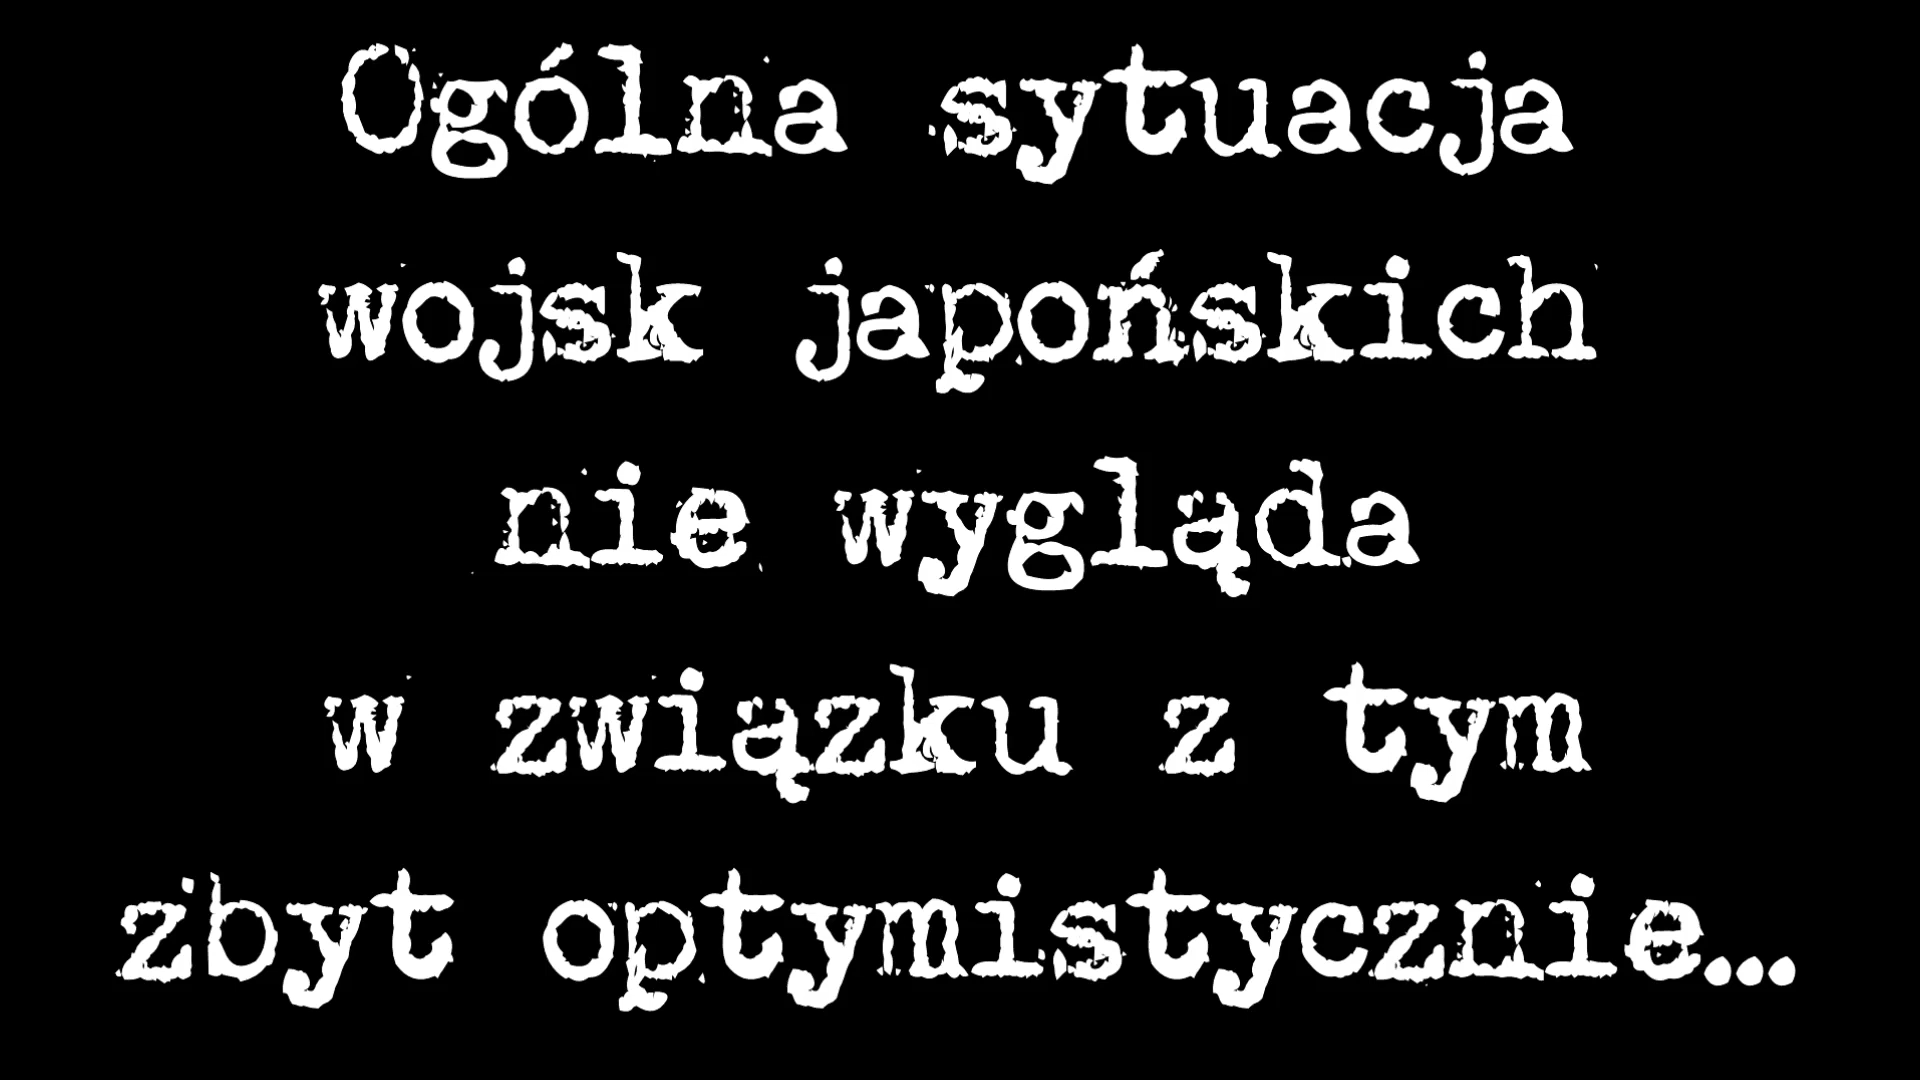 Ogólna sytuacja
wojsk japońskich
nie wygląda
w związku z tym
zbyt optymistycznie...